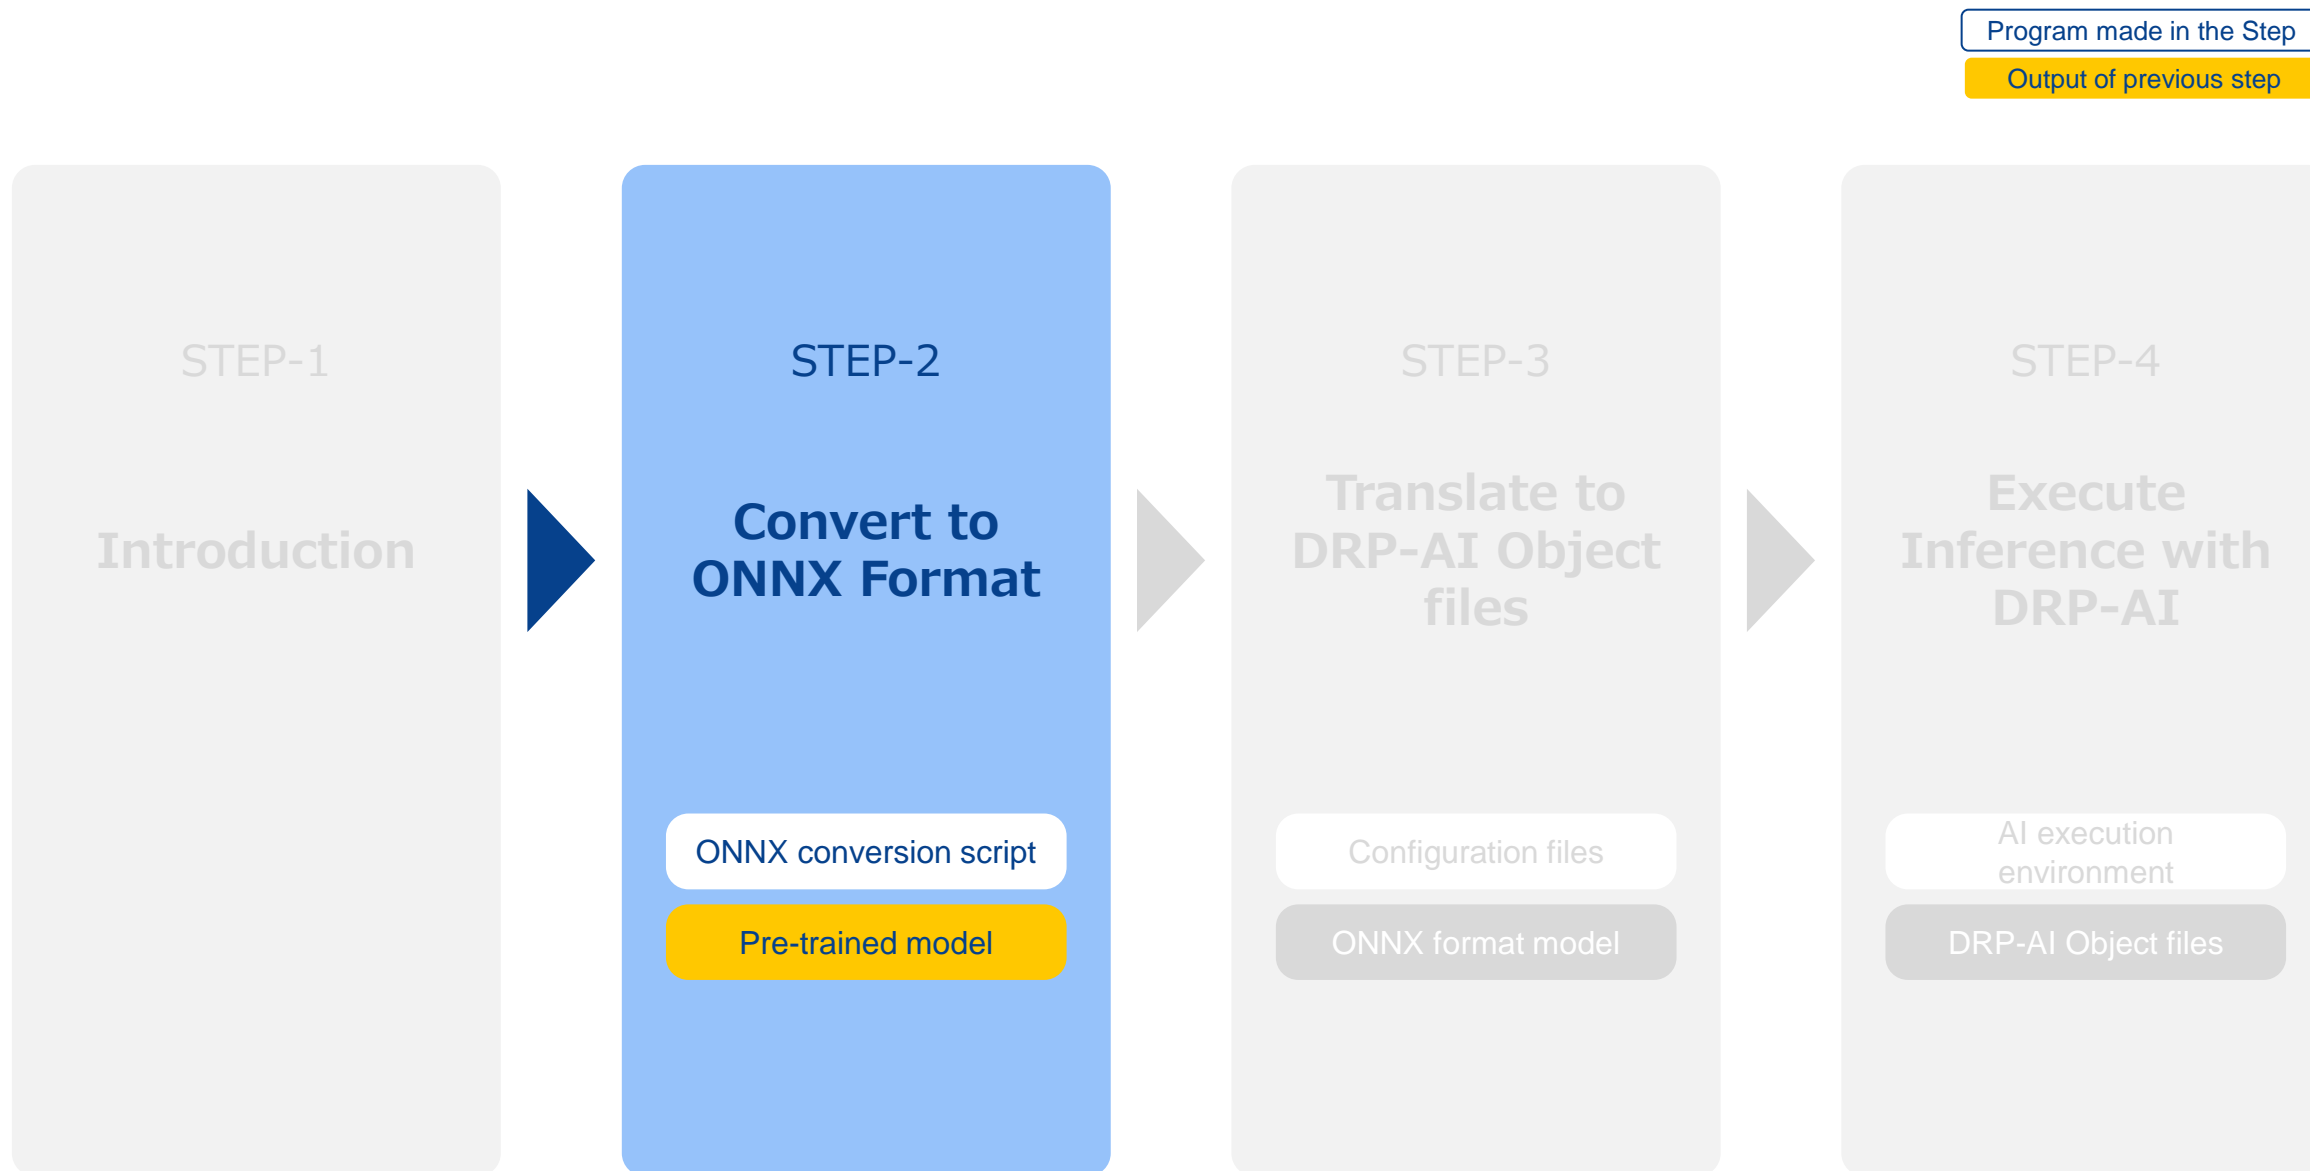 Program made in the Step
Output of previous step
STEP-1
Introduction
STEP-2
Convert to
ONNX Format
ONNX conversion script
Pre-trained model
STEP-3
Translate to
DRP-AI Object
files
Configuration files
ONNX format model
STEP-4
Execute
Inference with
DRP-AI
AI execution
environment
DRP-AI Object files